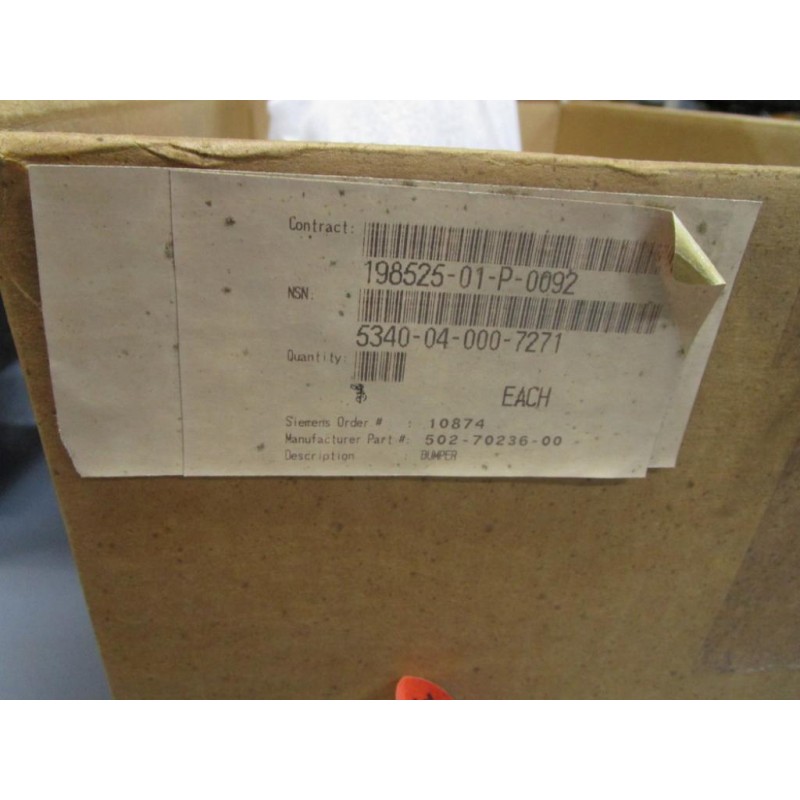 Contract:
198525-01-P-0092
NSN:
5340-04-000-7271
Quantity:
EACH
Siemens Order # : 10874
Manufacturer Part #: 502-70236-00
Description : BUMPER